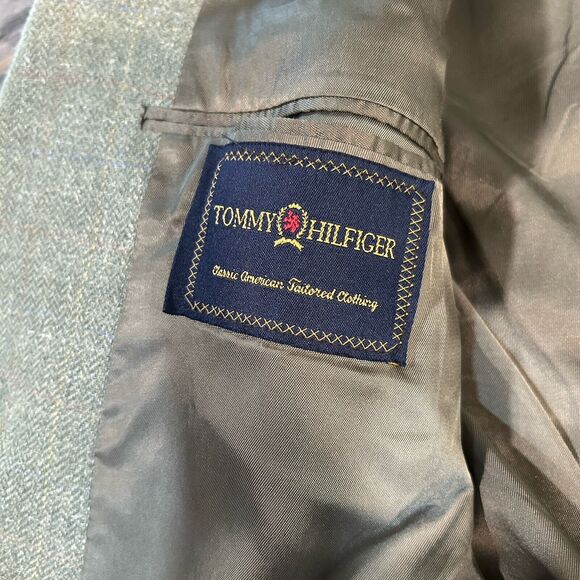 TOMMY HILFIGER
Classic American Tailored Clothing